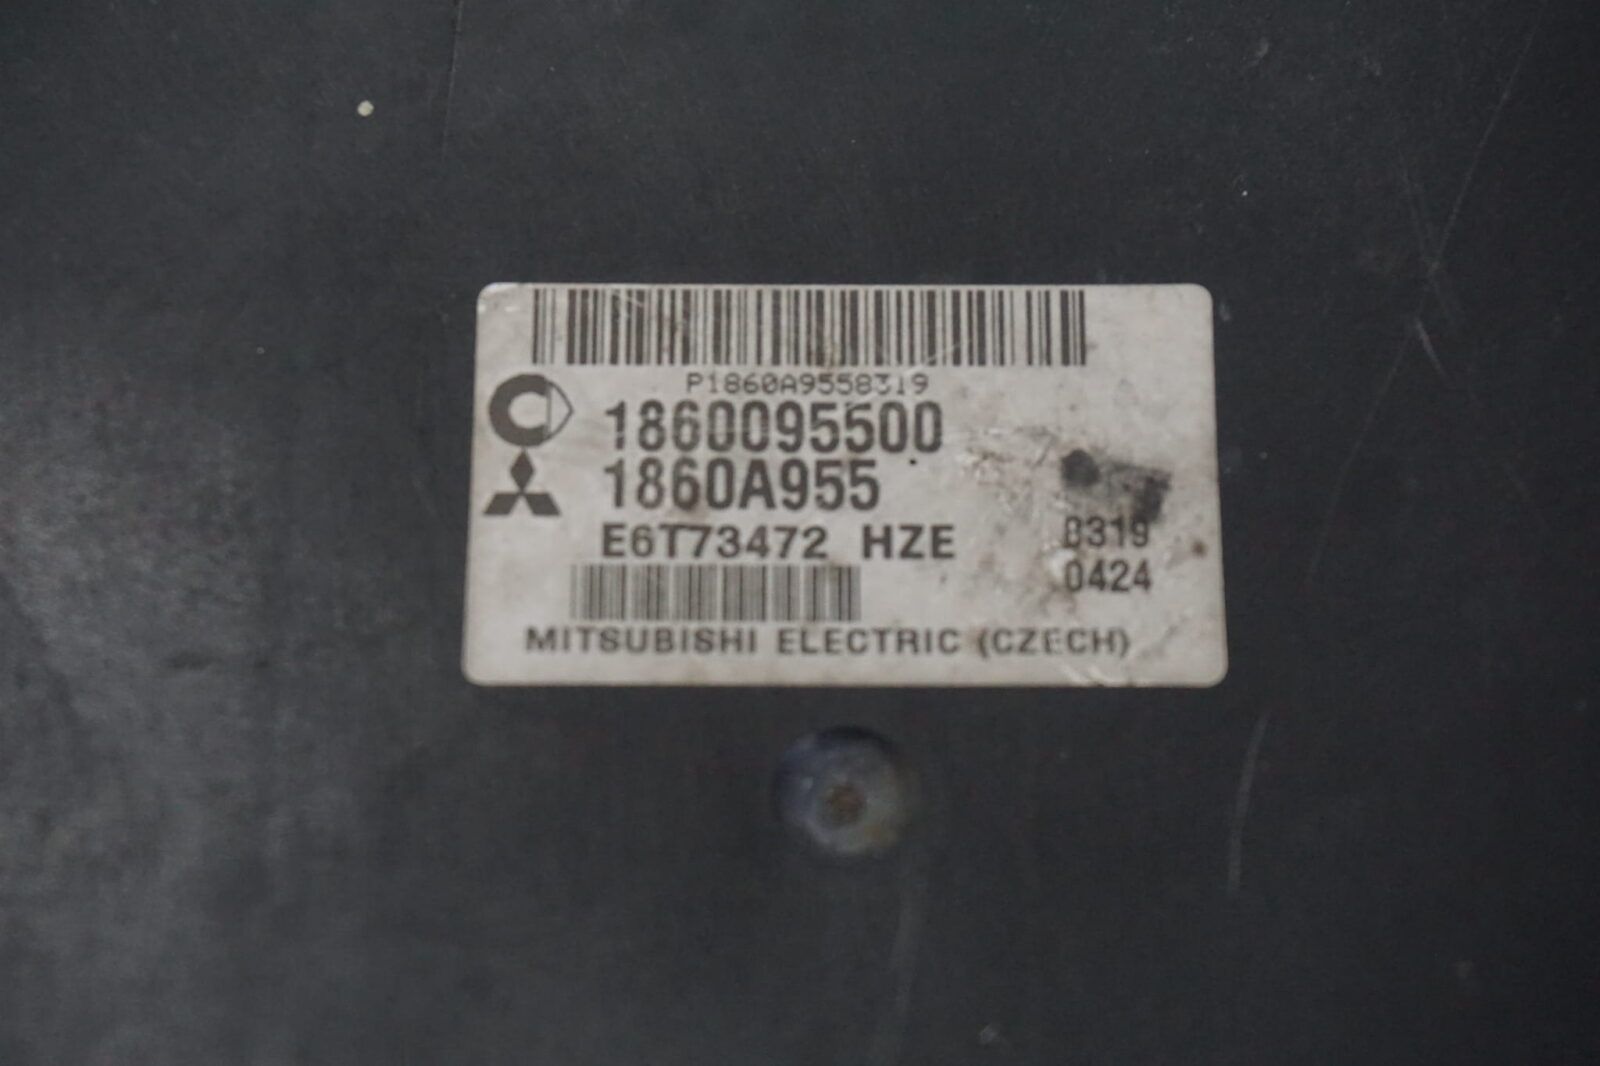 P1860A9558319
1860095500
1860A955
E6T73472 HZE 8319
0424
MITSUBISHI ELECTRIC (CZECH)